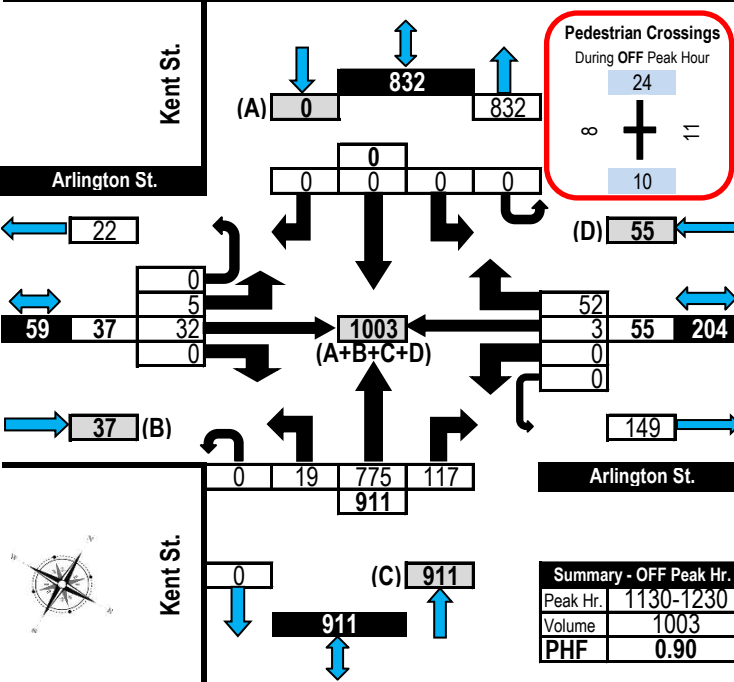 Kent St.
Arlington St.
832
(A) 0
832
Pedestrian Crossings
During OFF Peak Hour
24
8
11
10
0
0 0 0 0
22
(D) 55
0
5
59 37 32
0
1003
(A+B+C+D)
52
3 55 204
0
0
37 (B)
149
0 19 775 117
911
Arlington St.
Kent St.
0
(C) 911
911
Summary - OFF Peak Hr.
Peak Hr. 1130-1230
Volume 1003
PHF 0.90